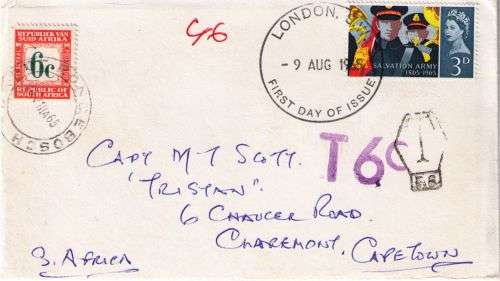 REPUBLIEK VAN
SUID-AFRIKA
6c
REPUBLIC OF
SOUTH AFRICA
LONDON,
- 9 AUG 1965
FIRST DAY OF ISSUE
SALVATION ARMY
1865-1965
3D
T6c
CAPT M T SCOTT.
'TRISTAN'.
6 CHAUCER ROAD.
CLAREMONT, CAPETOWN
S. AFRICA